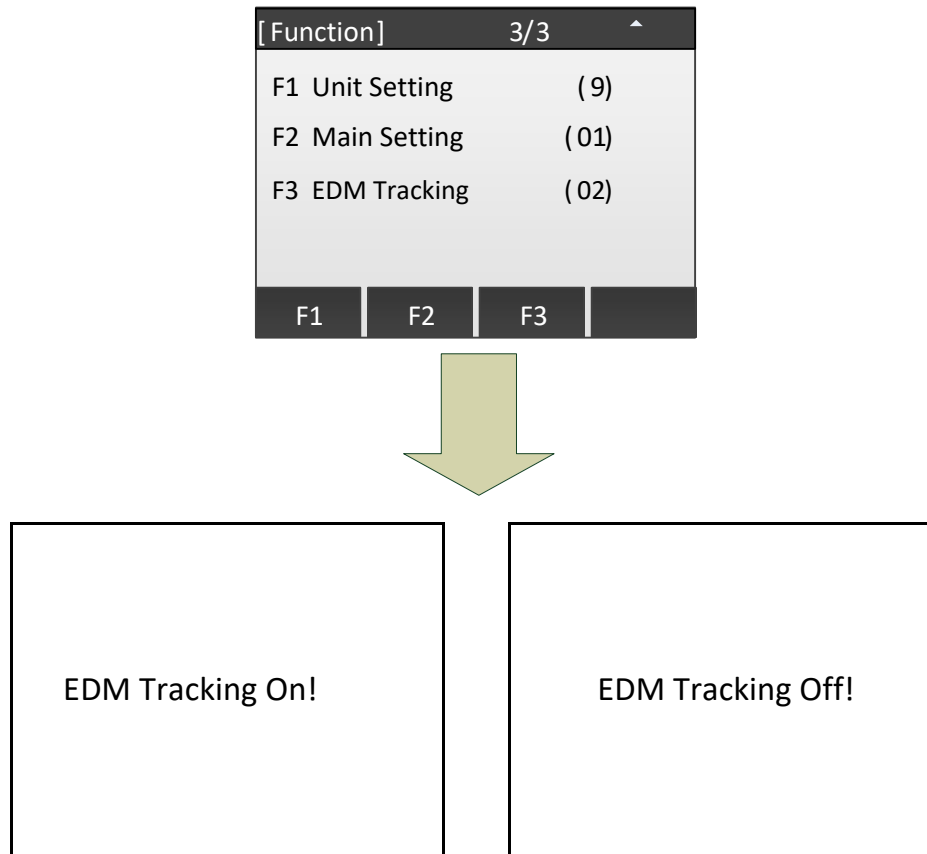 [Function] 3/3
F1 Unit Setting (9)
F2 Main Setting (01)
F3 EDM Tracking (02)
F1 F2 F3
EDM Tracking On!
EDM Tracking Off!